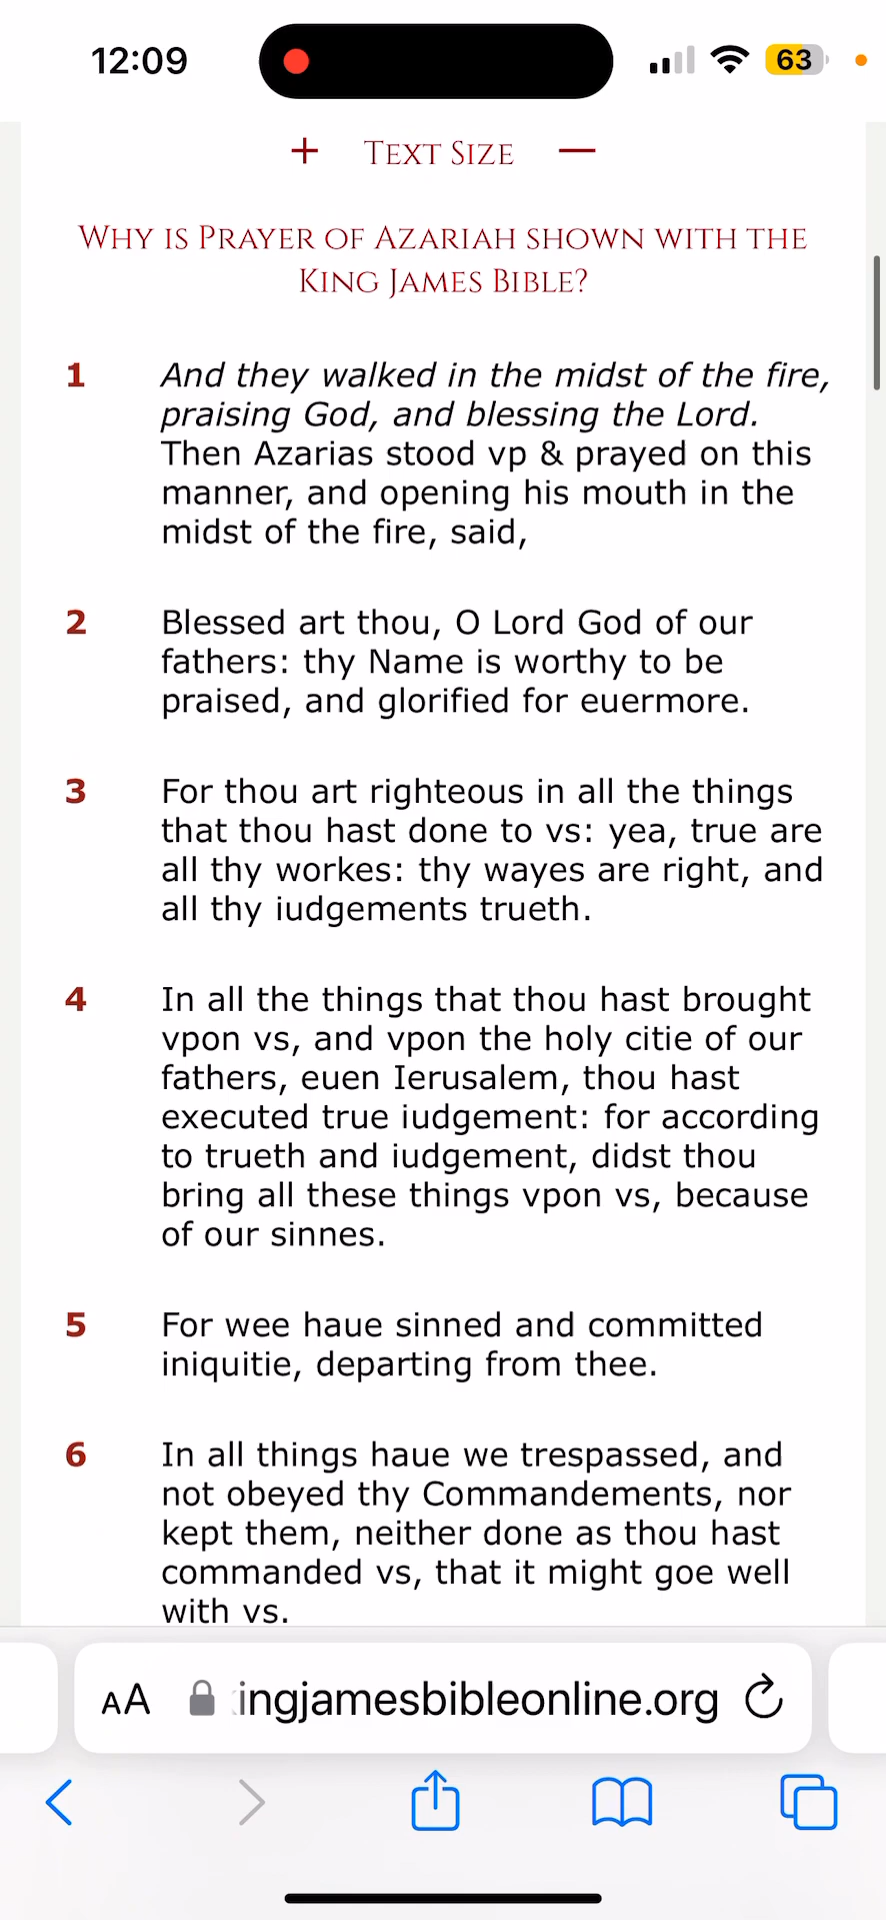 12:09
63
+ Text Size —
Why is Prayer of Azariah shown with the
King James Bible?
1 And they walked in the midst of the fire,
praising God, and blessing the Lord.
Then Azarias stood vp & prayed on this
manner, and opening his mouth in the
midst of the fire, said,
2 Blessed art thou, O Lord God of our
fathers: thy Name is worthy to be
praised, and glorified for euermore.
3 For thou art righteous in all the things
that thou hast done to vs: yea, true are
all thy workes: thy wayes are right, and
all thy iudgements trueth.
4 In all the things that thou hast brought
vpon vs, and vpon the holy citie of our
fathers, euen Ierusalem, thou hast
executed true iudgement: for according
to trueth and iudgement, didst thou
bring all these things vpon vs, because
of our sinnes.
5 For wee haue sinned and committed
iniquitie, departing from thee.
6 In all things haue we trespassed, and
not obeyed thy Commandements, nor
kept them, neither done as thou hast
commanded vs, that it might goe well
with vs.
AA ingjamesbibleonline.org